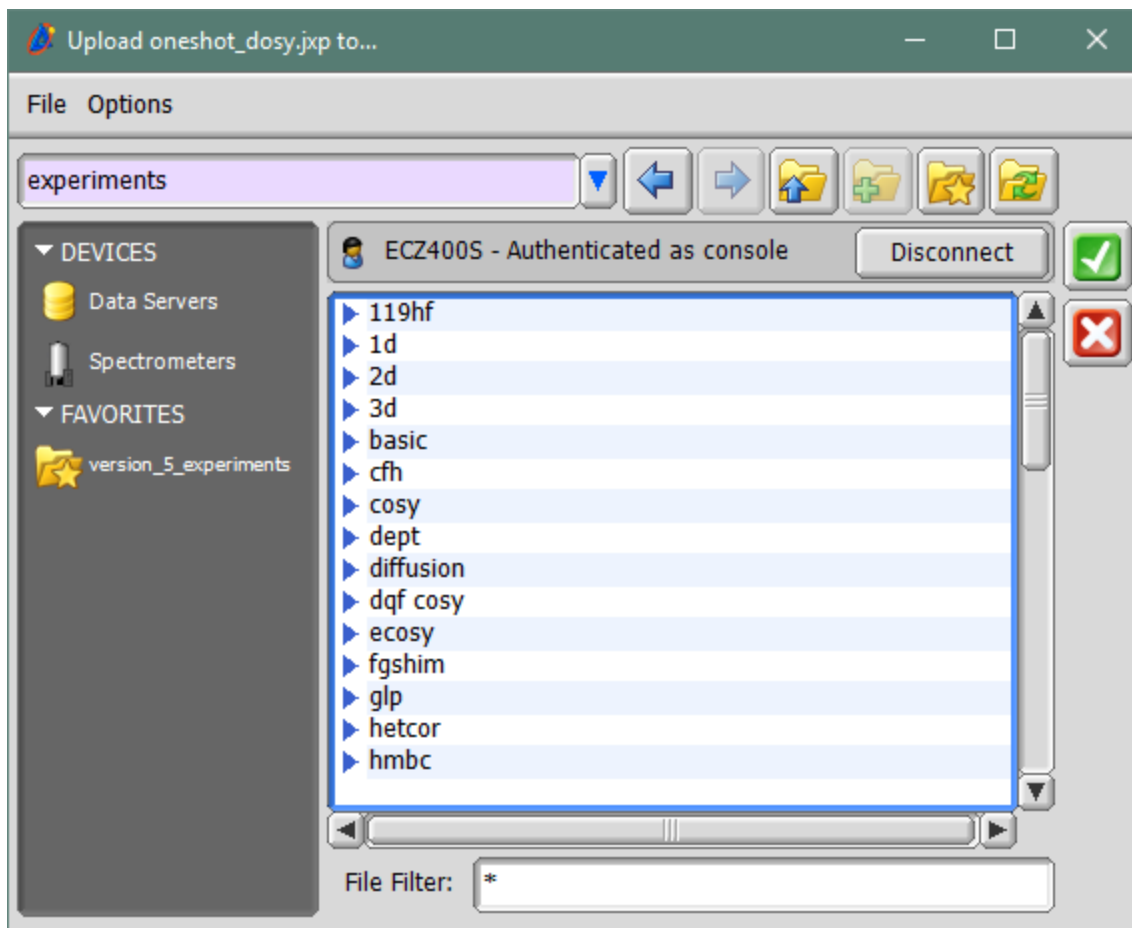 Upload oneshot_dosy.jxp to...
File Options
experiments
DEVICES
Data Servers
Spectrometers
FAVORITES
version_5_experiments
ECZ400S - Authenticated as console
Disconnect
119hf
1d
2d
3d
basic
cfh
cosy
dept
diffusion
dqf cosy
ecosy
fgshim
glp
hetcor
hmbc
File Filter: *